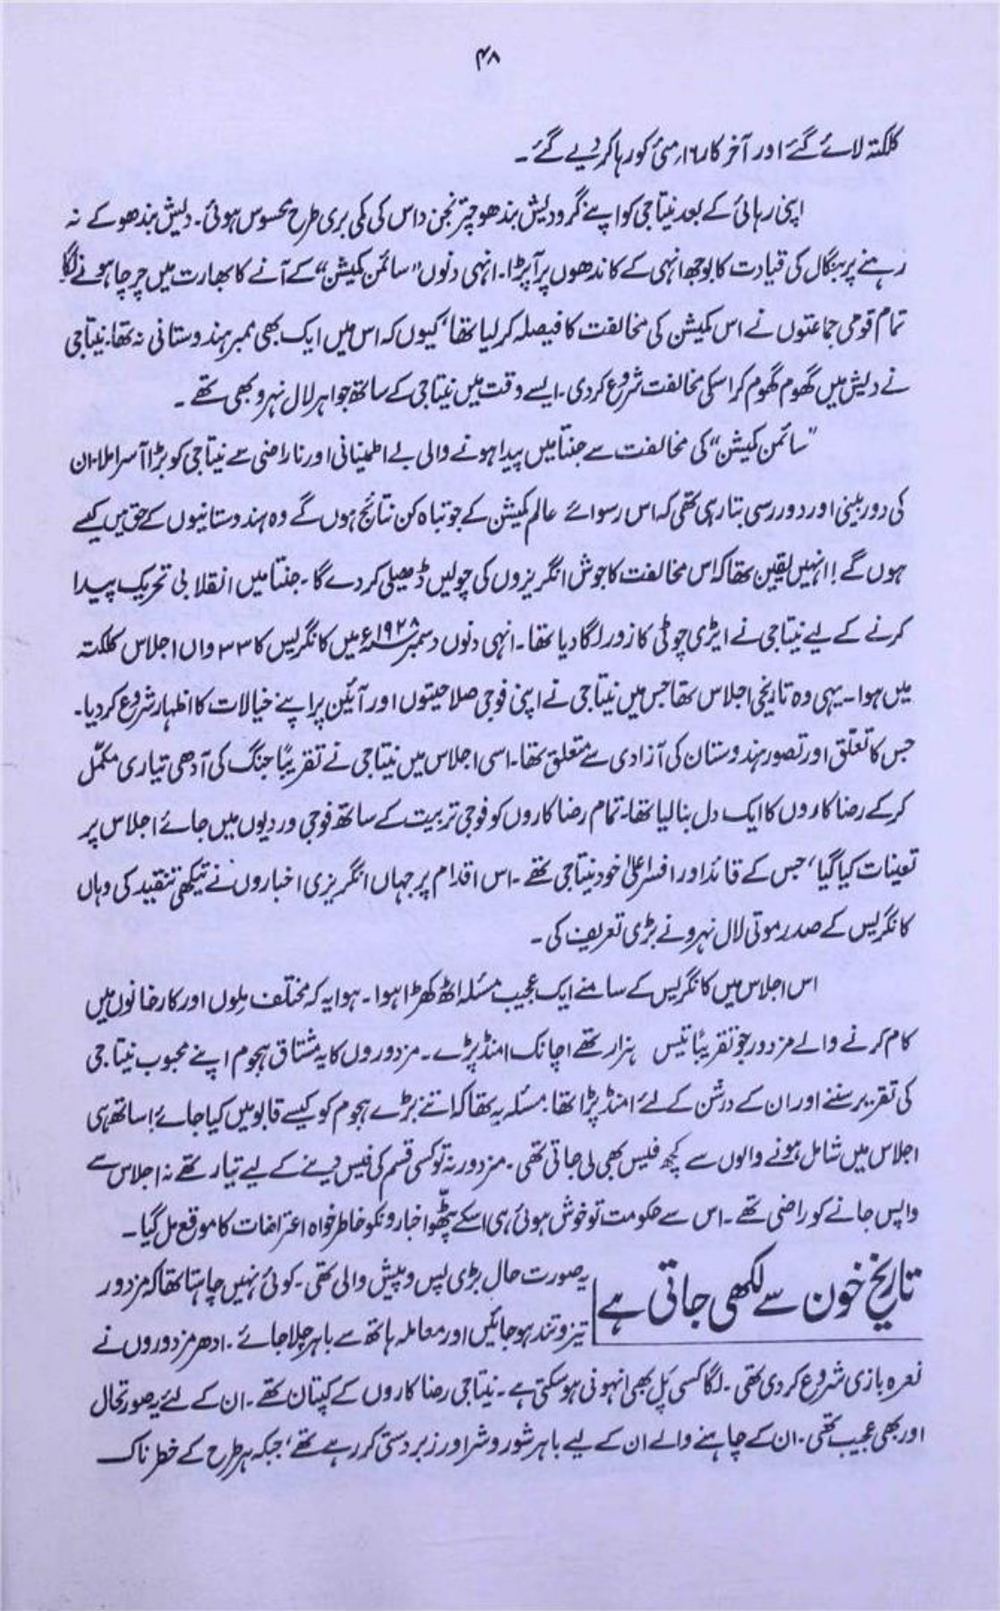 ۴۸
کلکتہ لائے گئے اور آخر کار ۱۶؍ مئی کو رہا کر دیے گئے۔
اپنی رہائی کے بعد نیتا جی کو اپنے گرو دیش بندھو چترنجن داس کی کمی بری طرح محسوس ہوئی۔ دیش بندھو کے نہ
رہنے پر بنگال کی قیادت کا بوجھ انہی کے کاندھوں پر آپڑا۔ انہی دنوں "سائمن کمیشن" کے آنے کا بھارت میں چرچا ہونے لگا
تمام قومی جماعتوں نے اس کمیشن کی مخالفت کا فیصلہ کر لیا تھا، کیوں کہ اس میں ایک بھی ممبر ہندوستانی نہ تھا۔ نیتاجی
نے دیش میں گھوم گھوم کر اسکی مخالفت شروع کر دی۔ ایسے وقت میں نیتاجی کے ساتھ جواہر لال نہرو بھی تھے۔
"سائمن کمیشن" کی مخالفت سے جنتا میں پیدا ہونے والی بے اطمینانی اور ناراضی سے نیتاجی کو بڑا آسرا ملا۔ ان
کی دور بینی اور دور رسی بتا رہی تھی کہ اس رسوائے عالم کمیشن کے جو تباہ کن نتائج ہوں گے وہ ہندوستانیوں کے حق میں کیسے
ہوں گے! انہیں یقین تھا کہ اس مخالفت کا جوش انگریزوں کی چولیں ڈھیلی کر دے گا۔ جنتا میں انقلابی تحریک پیدا
کرنے کے لیے نیتاجی نے ایڑی چوٹی کا زور لگا دیا تھا۔ انہی دنوں دسمبر ۱۹۲۸ء میں کانگریس کا ۳۳ واں اجلاس کلکتہ
میں ہوا۔ یہی وہ تاریخی اجلاس تھا جس میں نیتاجی نے اپنی فوجی صلاحیتوں اور آئین پر اپنے خیالات کا اظہار شروع کر دیا۔
جس کا تعلّق اور تصور ہندوستان کی آزادی سے متعلق تھا۔ اسی اجلاس میں نیتاجی نے تقریباً جنگ کی آدھی تیاری مکمّل
کرکے رضا کاروں کا ایک دل بنا لیا تھا۔ تمام رضا کاروں کو فوجی تربیت کے ساتھ فوجی وردیوں میں جائے اجلاس پر
تعینات کیا گیا، جس کے قائد اور افسر اعلیٰ خود نیتاجی تھے۔ اس اقدام پر جہاں انگریزی اخباروں نے تیکھی تنقید کی وہاں
کانگریس کے صدر موتی لال نہرو نے بڑی تعریف کی۔
اس اجلاس میں کانگریس کے سامنے ایک عجیب مسئلہ اٹھ کھڑا ہوا۔ ہوا یہ کہ مختلف ملوں اور کارخانوں میں
کام کرنے والے مزدور جو تقریباً تیس ہزار تھے اچانک امنڈ پڑے۔ مزدوروں کا یہ مشتاق ہجوم اپنے محبوب نیتاجی
کی تقریر سننے اور ان کے درشن کے لئے امنڈ پڑا تھا۔ مسئلہ یہ تھا کہ اتنے بڑے ہجوم کو کیسے قابو میں کیا جائے! ساتھ ہی
اجلاس میں شامل ہونے والوں سے کچھ فیس بھی لی جاتی تھی۔ مزدور نہ تو کسی قسم کی فیس دینے کے لیے تیار تھے نہ اجلاس سے
واپس جانے کو راضی تھے۔ اس سے حکومت تو خوش ہوئی ہی اسکے پٹھو اخبارونکو خاطر خواہ اعتراضات کا موقع مل گیا۔
تاریخ خون سے لکھی جاتی ہے
یہ صورت حال بڑی پس و پیش والی تھی۔ کوئی نہیں چاہتا تھا کہ مزدور
تیز و تند ہو جائیں اور معاملہ ہاتھ سے باہر چلا جائے۔ ادھر مزدوروں نے
نعرہ بازی شروع کر دی تھی۔ لگا کسی پل بھی انہونی ہو سکتی ہے۔ نیتاجی رضا کاروں کے کپتان تھے۔ ان کے لئے یہ صورتحال
اور بھی عجیب تھی۔ ان کے چاہنے والے ان کے لیے باہر شور و شر اور زبردستی کر رہے تھے، جبکہ ہر طرح کے خطرناک